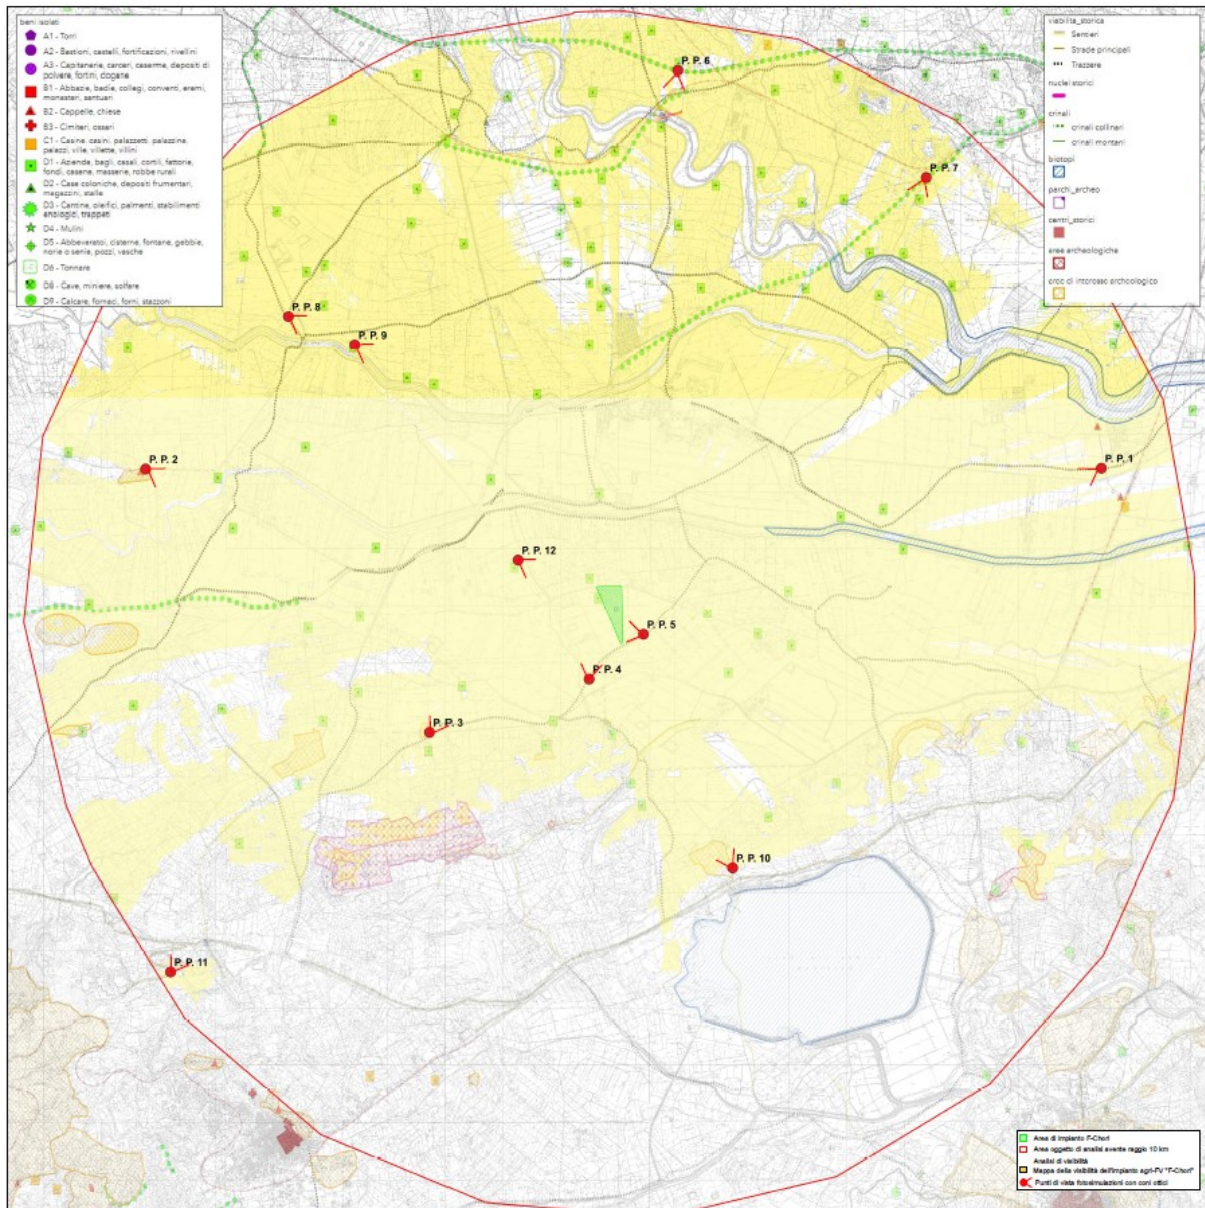 beni isolati
A1 - Torri
A2 - Bastioni, castelli, fortificazioni, rivellini
A3 - Capitanerie, carceri, caserme, depositi di
polvere, fortini, dogane
B1 - Abbazie, badie, collegi, conventi, eremi,
monasteri, santuari
B2 - Cappelle, chiese
B3 - Cimiteri, ossari
C1 - Casine, casini, palazzetti, palazzine,
palazzi, ville, villette, villini
D1 - Aziende, bagli, casali, cortili, fattorie,
fondi, casene, masserie, robbe rurali
D2 - Case coloniche, depositi frumentari,
magazzini, stalle
D3 - Cantine, oleifici, palmenti, stabilimenti
enologici, trappeti
D4 - Mulini
D5 - Abbeveratoi, cisterne, fontane, gebbie,
norie o senie, pozzi, vasche
D6 - Tonnare
D8 - Cave, miniere, solfare
D9 - Calcare, fornaci, forni, stazzoni
viabilita_storica
Sentieri
Strade principali
Trazzere
nuclei storici
crinali
crinali collinari
crinali montani
biotopi
parchi_archeo
centri_storici
aree archeologiche
aree di interesse archeologico
P. P. 6
P. P. 7
P. P. 8
P. P. 9
P. P. 2
P. P. 1
P. P. 12
P. P. 5
P. P. 4
P. P. 3
P. P. 10
P. P. 11
Area di impianto F-Chori
Area oggetto di analisi avente raggio 10 km
Analisi di visibilità
Mappa della visibilità dell'impianto agri-FV "F-Chori"
Punti di vista fotosimulazioni con coni ottici